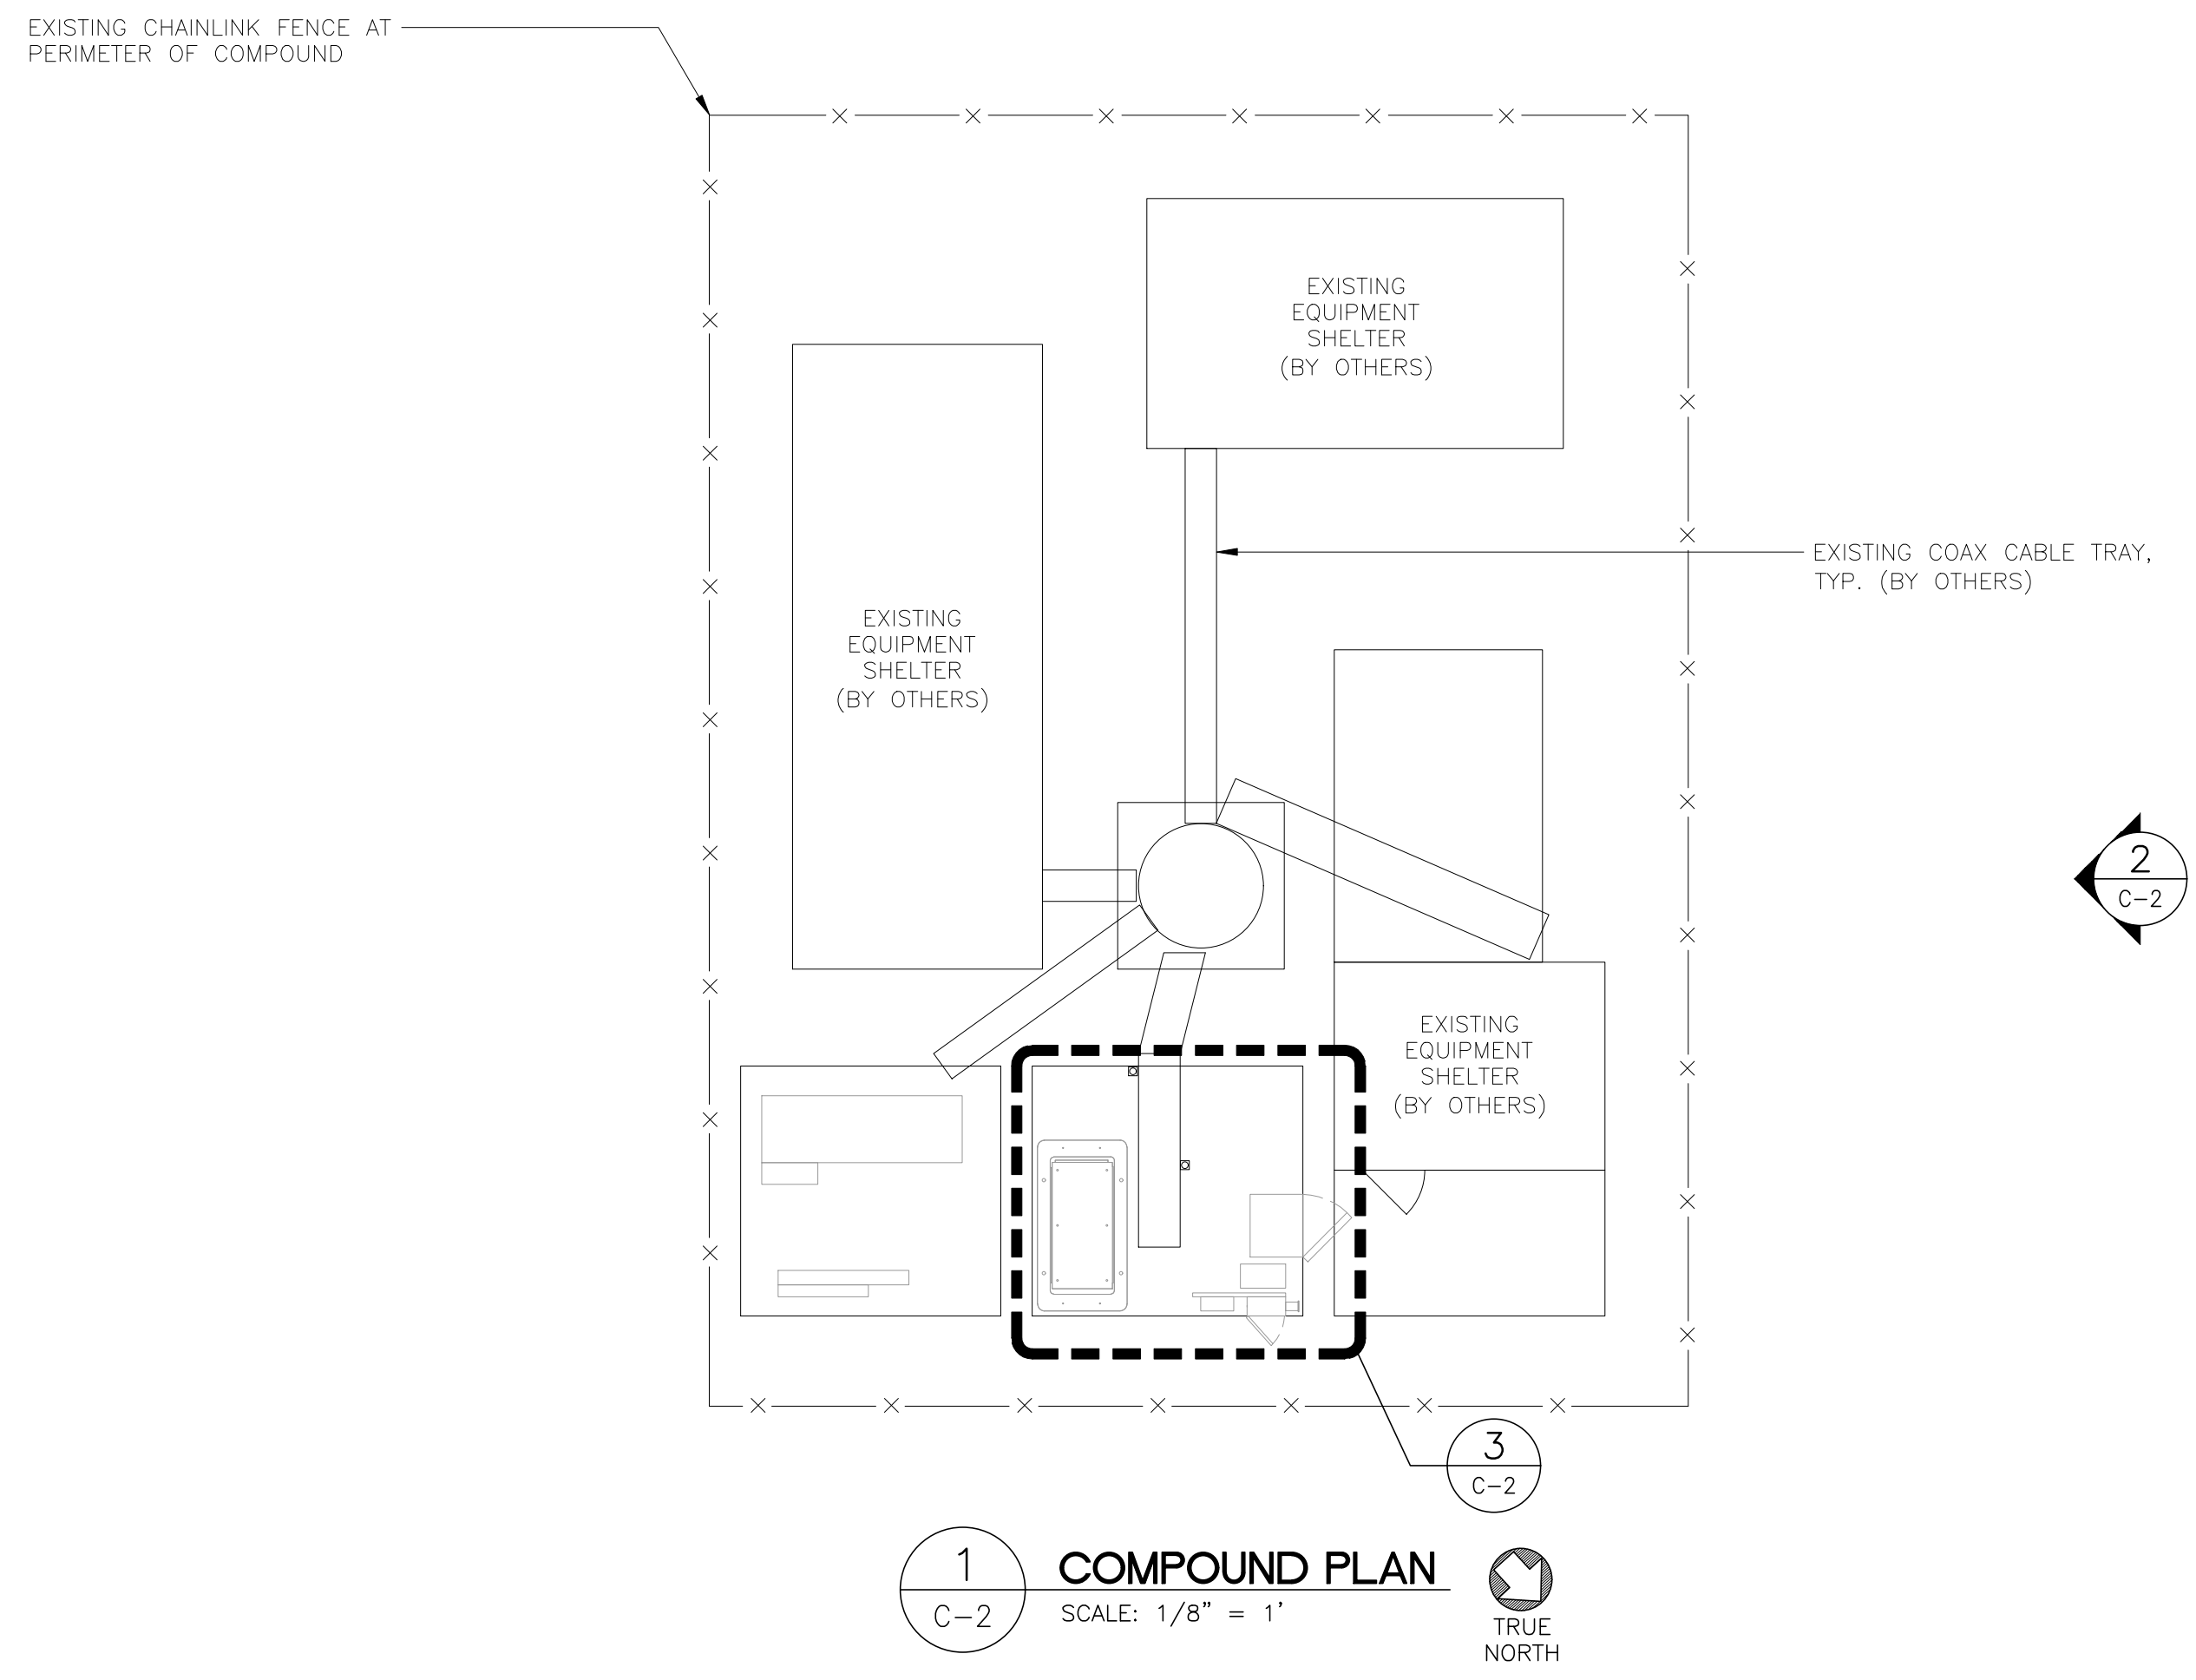 EXISTING CHAINLINK FENCE AT
PERIMETER OF COMPOUND
EXISTING
EQUIPMENT
SHELTER
(BY OTHERS)
EXISTING COAX CABLE TRAY,
TYP. (BY OTHERS)
EXISTING
EQUIPMENT
SHELTER
(BY OTHERS)
2
C-2
EXISTING
EQUIPMENT
SHELTER
(BY OTHERS)
3
C-2
1
C-2
COMPOUND PLAN
SCALE: 1/8" = 1'
TRUE
NORTH